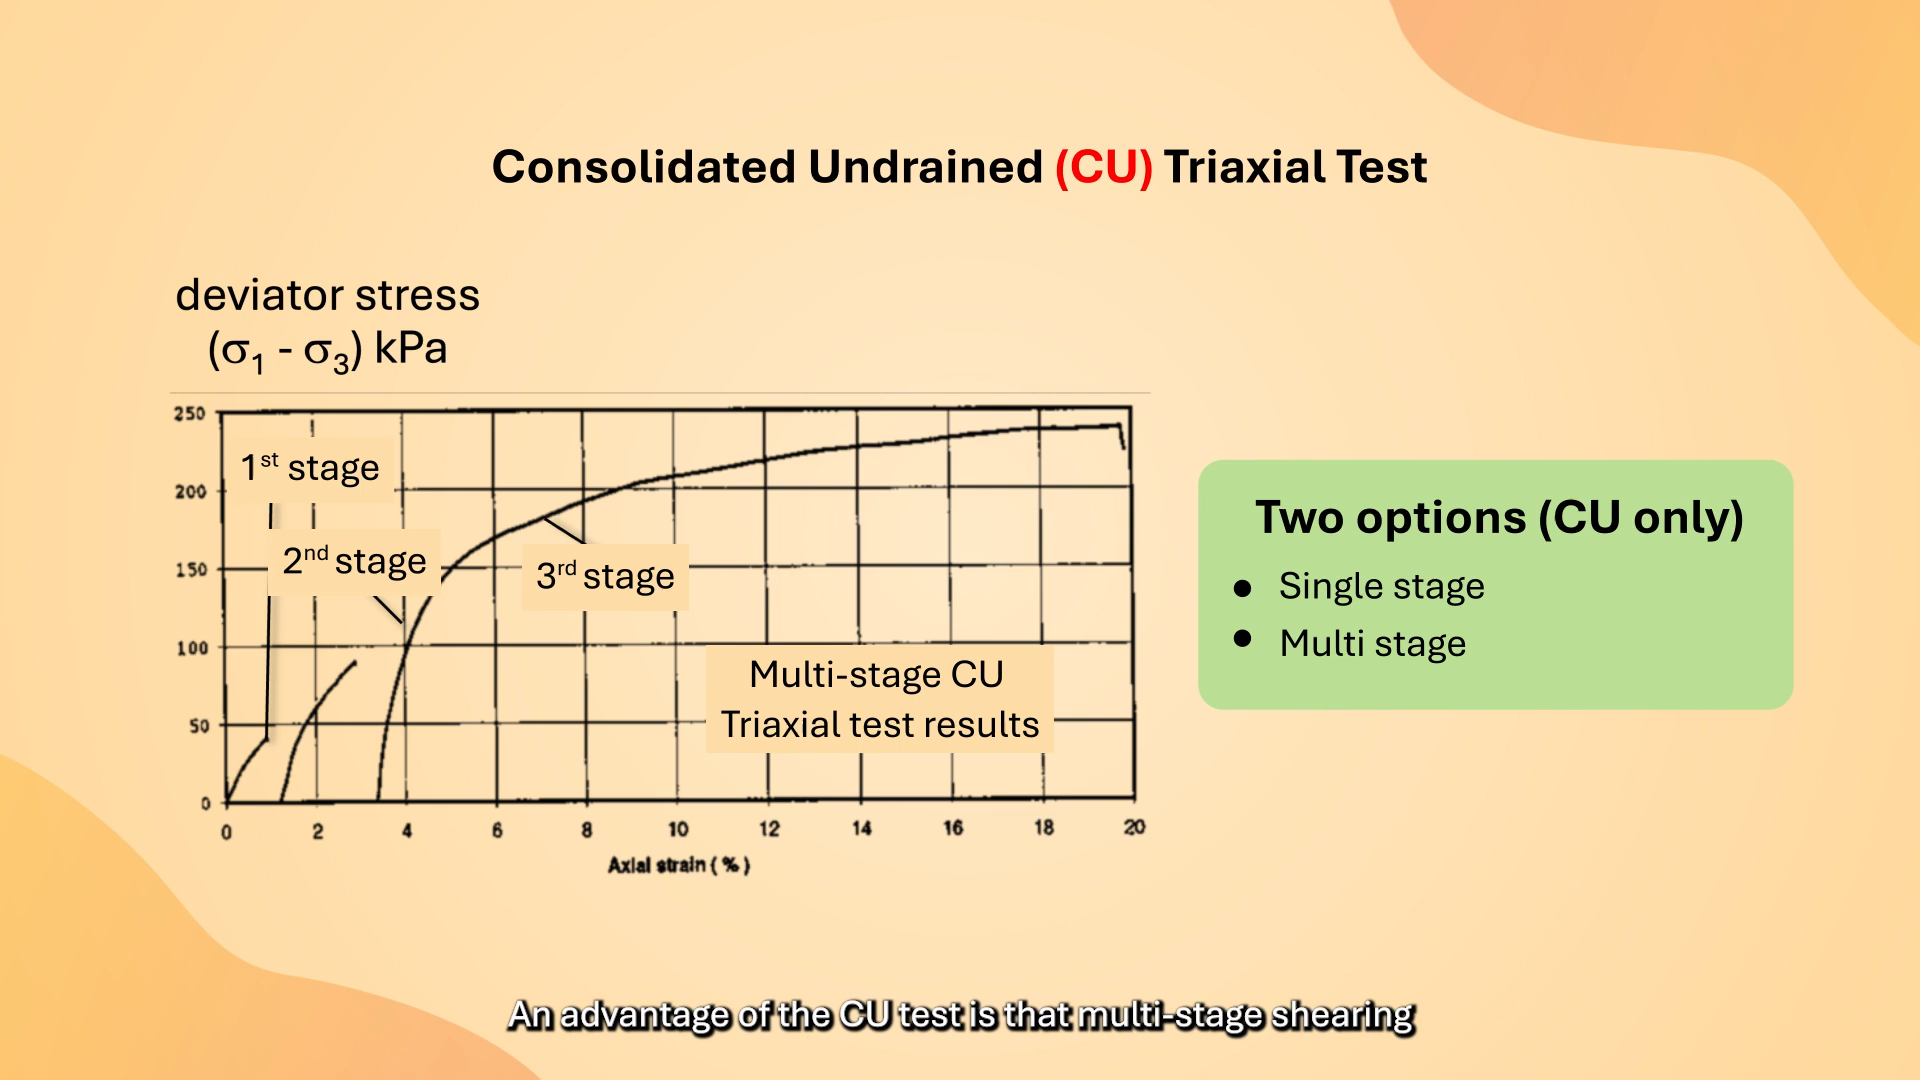 Consolidated Undrained (CU) Triaxial Test
deviator stress
(σ1 - σ3) kPa
250
200
150
100
50
0
1st stage
2nd stage
3rd stage
Multi-stage CU
Triaxial test results
0 2 4 6 8 10 12 14 16 18 20
Axial strain ( % )
Two options (CU only)
● Single stage
● Multi stage
An advantage of the CU test is that multi-stage shearing